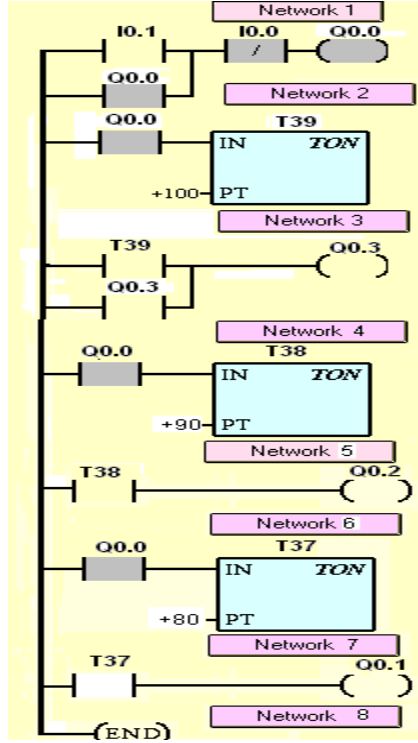 Network 1
I0.1 I0.0 Q0.0
/
Q0.0
Network 2
Q0.0 T39
IN TON
+100 PT
Network 3
T39 Q0.3
Q0.3
Network 4
Q0.0 T38
IN TON
+90 PT
Network 5
T38 Q0.2
Network 6
Q0.0 T37
IN TON
+80 PT
Network 7
T37 Q0.1
Network 8
(END)